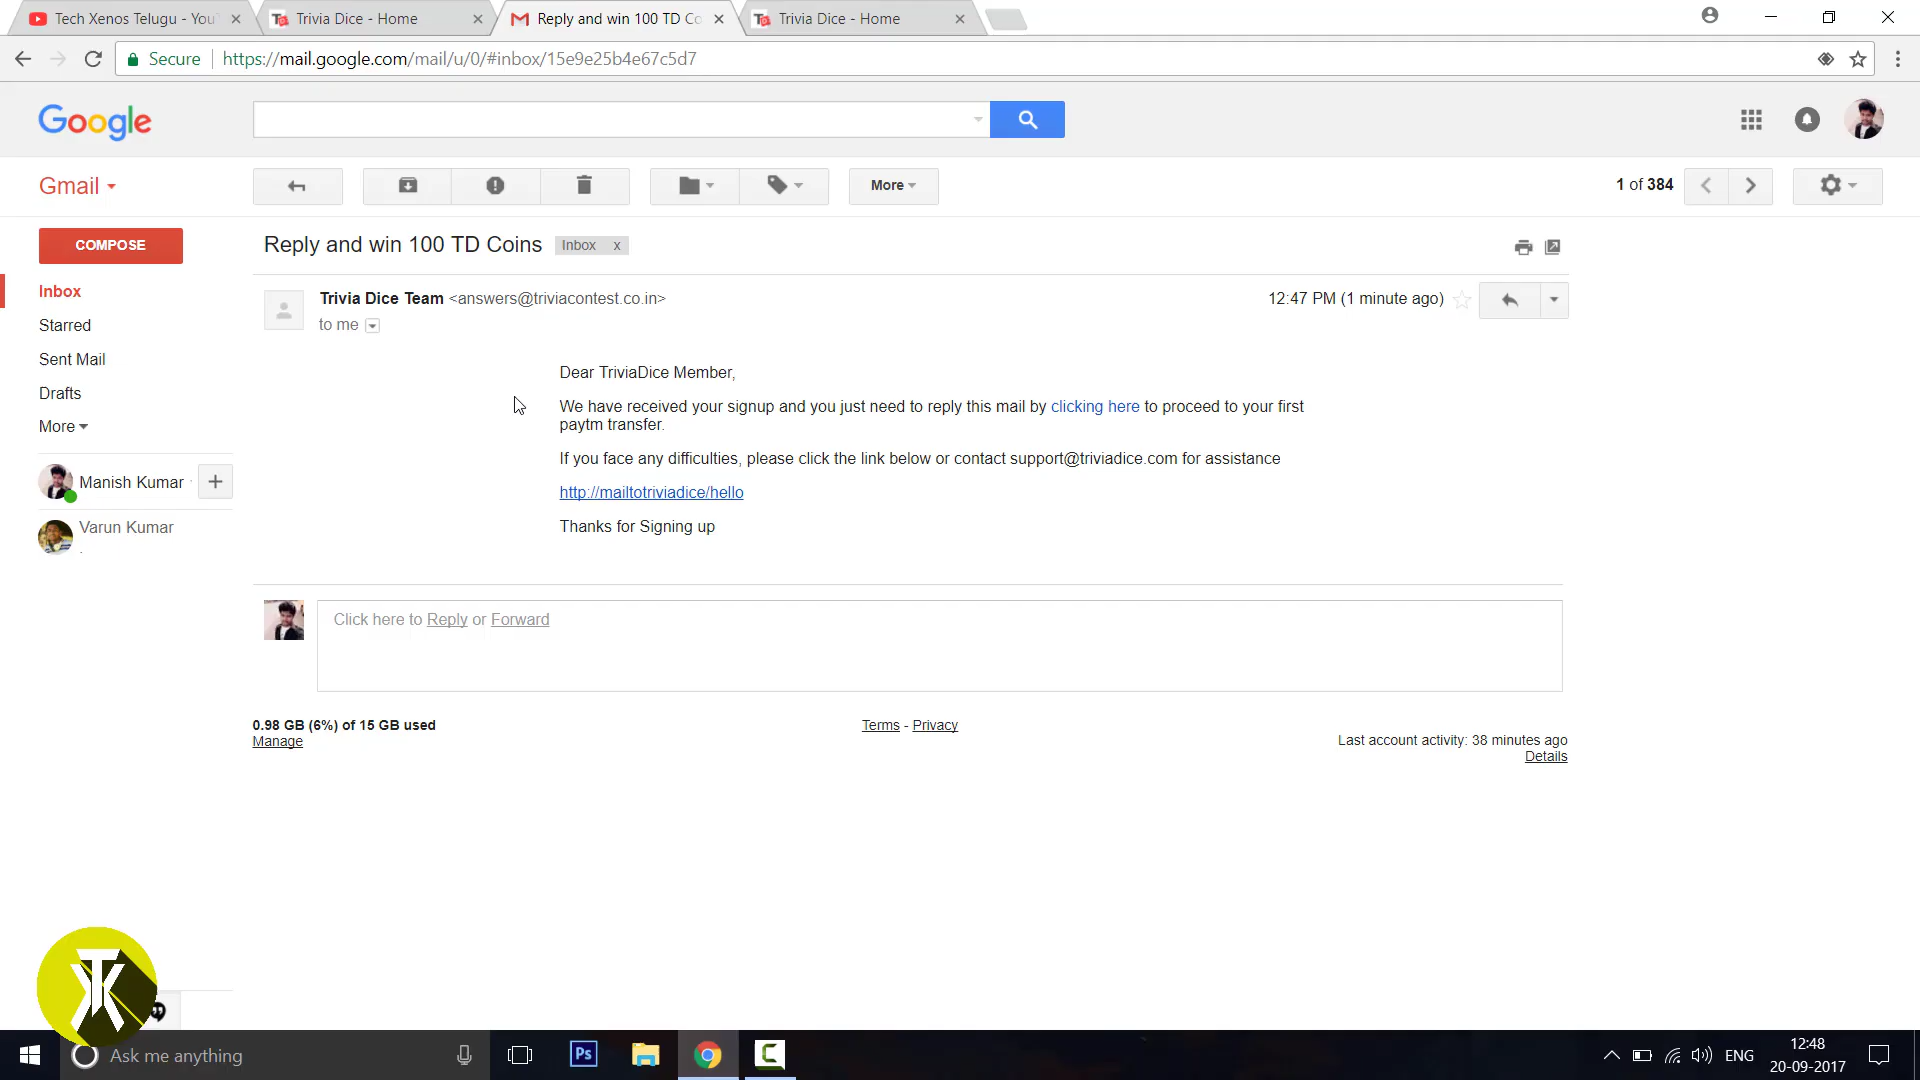 Tech Xenos Telugu - You
Trivia Dice - Home
Reply and win 100 TD Co
Trivia Dice - Home
Secure
https://mail.google.com/mail/u/0/#inbox/15e9e25b4e67c5d7
Google
Gmail
More
1 of 384
COMPOSE
Reply and win 100 TD Coins
Inbox x
Inbox
Starred
Sent Mail
Drafts
More
Manish Kumar
Varun Kumar
Trivia Dice Team <answers@triviacontest.co.in>
12:47 PM (1 minute ago)
to me
Dear TriviaDice Member,
We have received your signup and you just need to reply this mail by clicking here to proceed to your first
paytm transfer.
If you face any difficulties, please click the link below or contact support@triviadice.com for assistance
http://mailtotriviadice/hello
Thanks for Signing up
Click here to Reply or Forward
0.98 GB (6%) of 15 GB used
Manage
Terms - Privacy
Last account activity: 38 minutes ago
Details
Ask me anything
Ps
ENG
12:48
20-09-2017